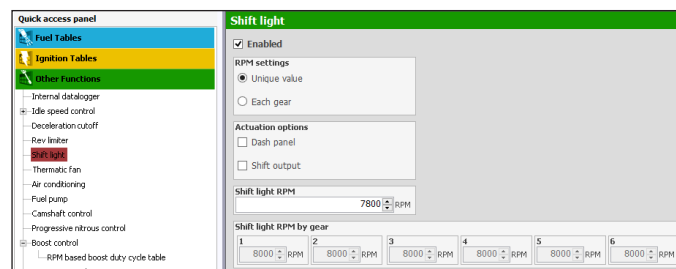 Quick access panel
Fuel Tables
Ignition Tables
Other Functions
Internal datalogger
Idle speed control
Deceleration cutoff
Rev limiter
Shift light
Thermatic fan
Air conditioning
Fuel pump
Camshaft control
Progressive nitrous control
Boost control
RPM based boost duty cycle table
Shift light
Enabled
RPM settings
Unique value
Each gear
Actuation options
Dash panel
Shift output
Shift light RPM
7800 RPM
Shift light RPM by gear
1 2 3 4 5 6
8000 RPM 8000 RPM 8000 RPM 8000 RPM 8000 RPM 8000 RPM